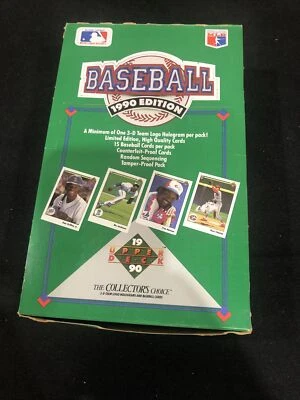 BASEBALL
1990 EDITION
A Minimum of One 3-D Team Logo Hologram per pack!
Limited Edition, High Quality Cards
15 Baseball Cards per pack
Counterfeit-Proof Cards
Random Sequencing
Tamper-Proof Pack
19
UPPER
DECK
90
THE COLLECTOR'S CHOICE